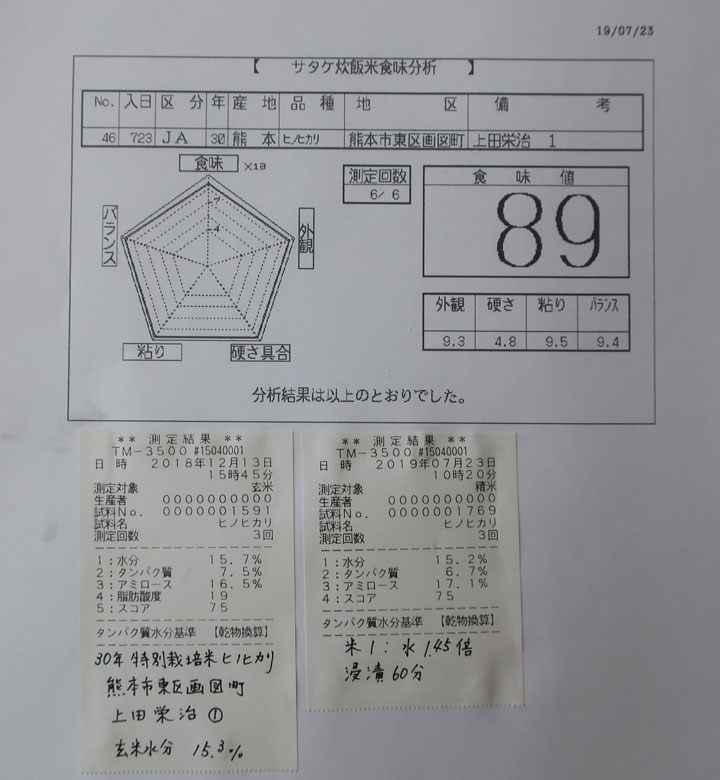 19/07/23
【 サタケ炊飯米食味分析 】
No. 入日 区分 年 産地 品種 地区 備考
46 723 JA 30 熊本 ヒノヒカリ 熊本市東区画図町 上田栄治 1
食味 ×10
7
4
外観
硬さ具合
粘り
バランス
測定回数
6/ 6
食味値
89
外観 硬さ 粘り バランス
9.3 4.8 9.5 9.4
分析結果は以上のとおりでした。
** 測定結果 **
TM-3500 #15040001
日 時 2018年12月13日
15時45分
測定対象 玄米
生産者 0000000000
試料No. 0000001591
試料名 ヒノヒカリ
測定回数 3回
1:水分 15.7%
2:タンパク質 7.5%
3:アミロース 16.5%
4:脂肪酸度 19
5:スコア 75
タンパク質水分基準 【乾物換算】
30年 特別栽培米ヒノヒカリ
熊本市東区画図町
上田栄治 ①
玄米水分 15.3%
** 測定結果 **
TM-3500 #15040001
日 時 2019年07月23日
10時20分
測定対象 精米
生産者 0000000000
試料No. 0000001769
試料名 ヒノヒカリ
測定回数 3回
1:水分 15.2%
2:タンパク質 6.7%
3:アミロース 17.1%
4:スコア 75
タンパク質水分基準 【乾物換算】
米1:水1.45倍
浸漬60分